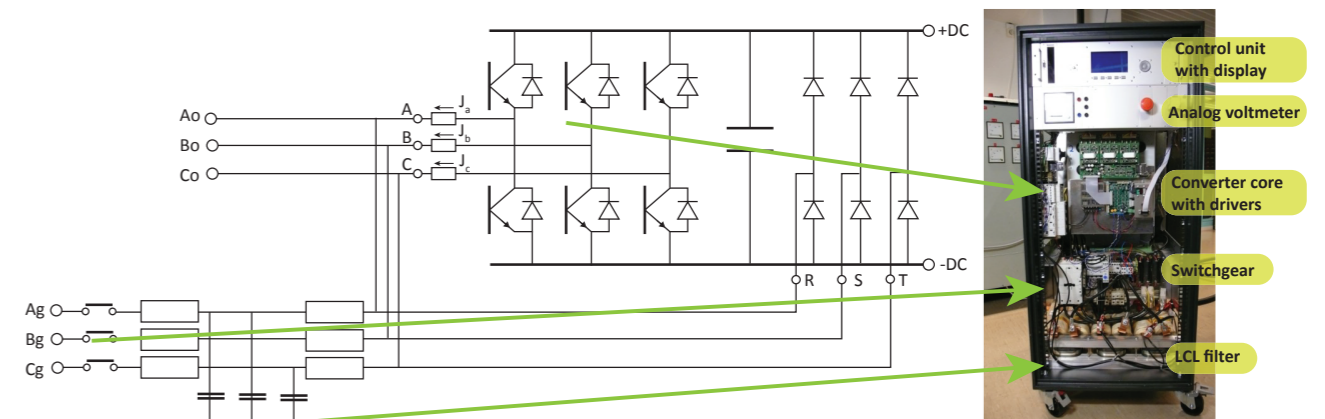 +DC
Control unit
with display
Analog voltmeter
Ao
A
Ja
Bo
B
Jb
Co
C
Jc
Converter core
with drivers
-DC
Switchgear
R
S
T
Ag
Bg
Cg
LCL filter